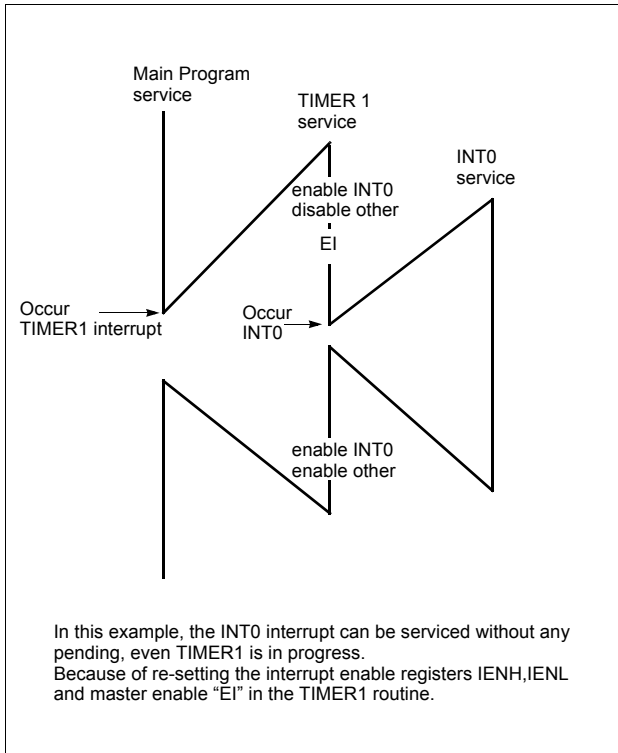 Main Program
service
TIMER 1
service
INT0
service
enable INT0
disable other
EI
Occur
TIMER1 interrupt
Occur
INT0
enable INT0
enable other
In this example, the INT0 interrupt can be serviced without any
pending, even TIMER1 is in progress.
Because of re-setting the interrupt enable registers IENH,IENL
and master enable “EI” in the TIMER1 routine.